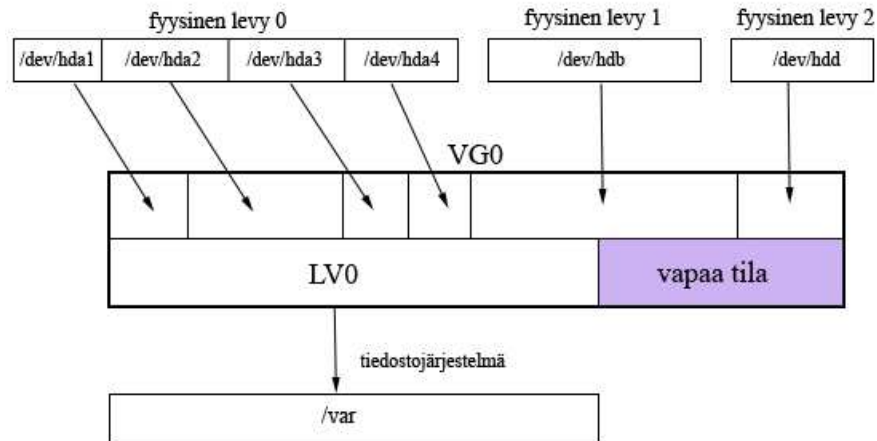 fyysinen levy 0 fyysinen levy 1 fyysinen levy 2
/dev/hda1 /dev/hda2 /dev/hda3 /dev/hda4 /dev/hdb /dev/hdd
VG0
LV0 vapaa tila
tiedostojärjestelmä
/var